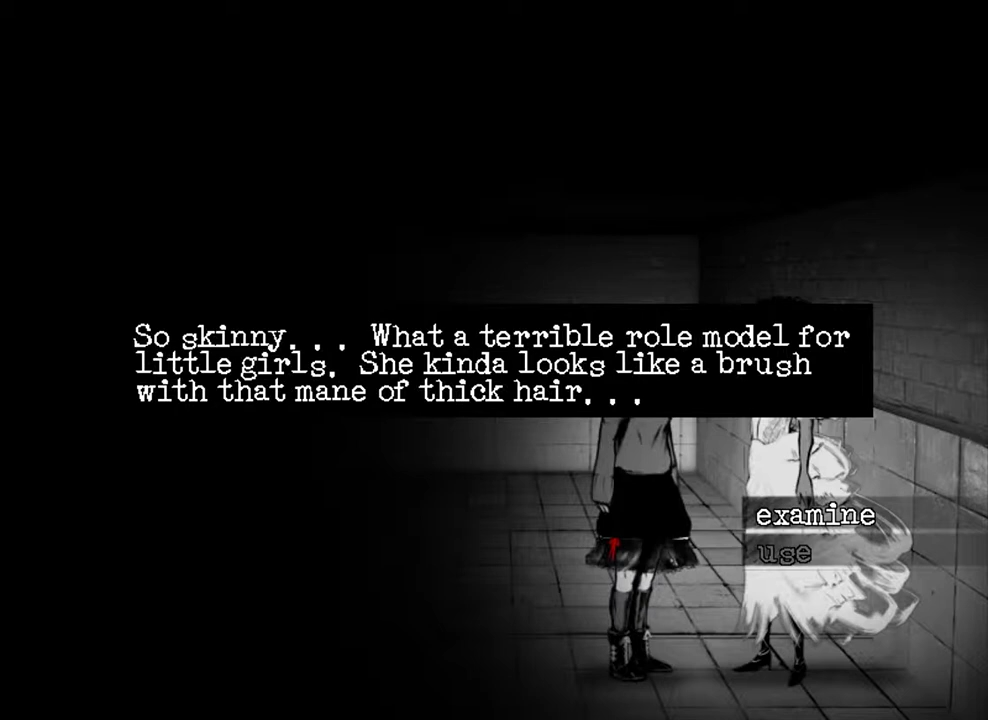 So skinny. . .  What a terrible role model for
little girls.  She kinda looks like a brush
with that mane of thick hair. . .
examine
use